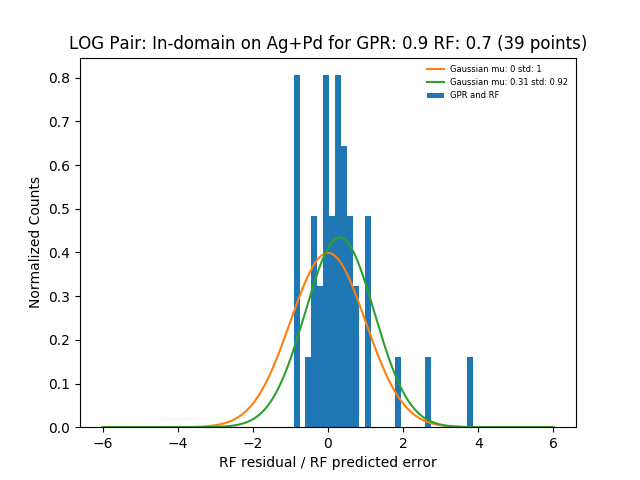 LOG Pair: In-domain on Ag+Pd for GPR: 0.9 RF: 0.7 (39 points)
Gaussian mu: 0 std: 1
Gaussian mu: 0.31 std: 0.92
GPR and RF
Normalized Counts
0.8
0.7
0.6
0.5
0.4
0.3
0.2
0.1
0.0
−6 −4 −2 0 2 4 6
RF residual / RF predicted error